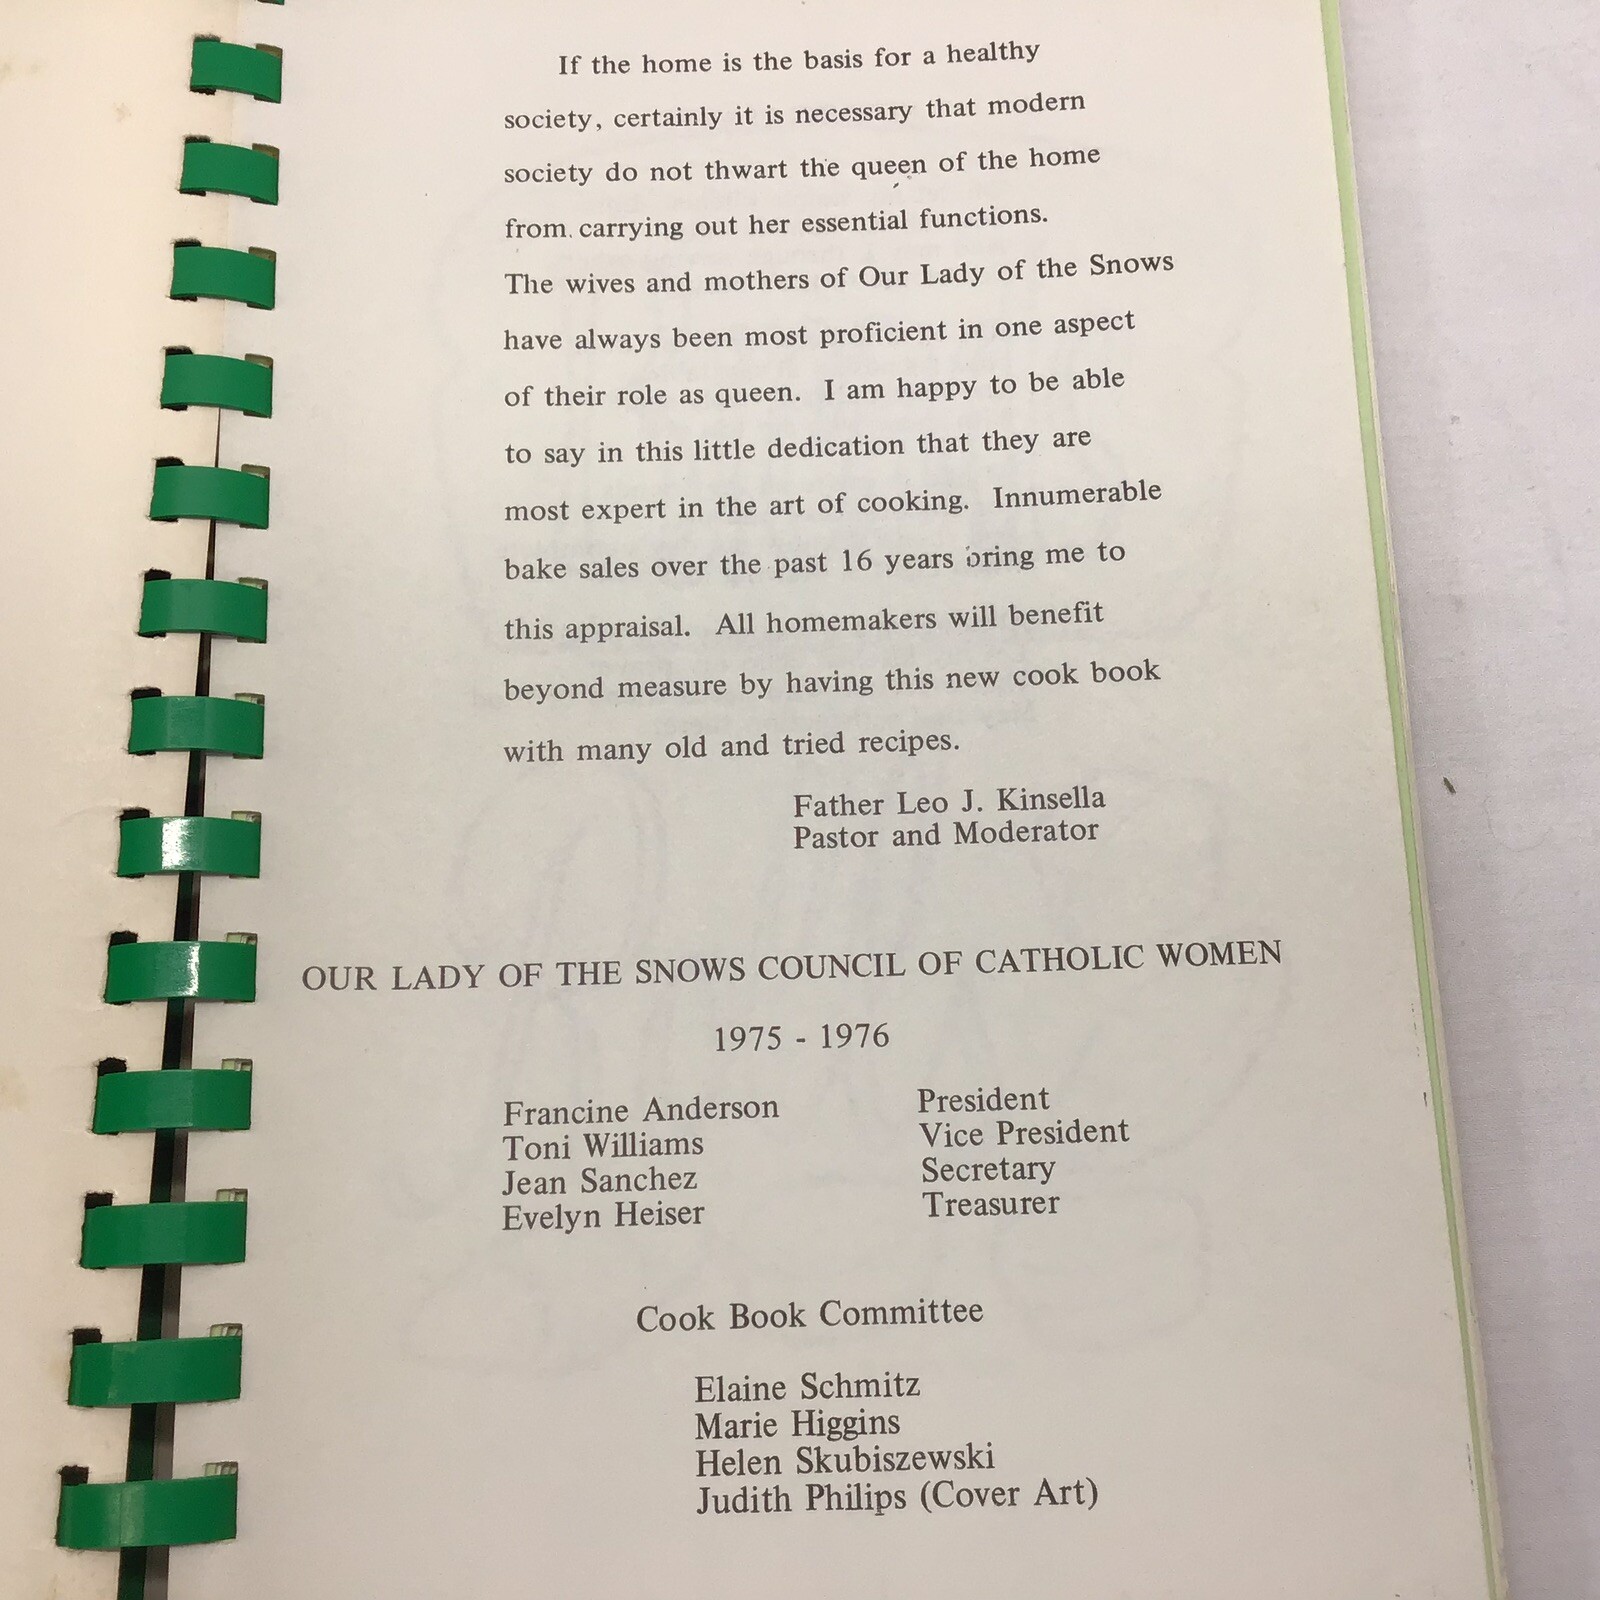 If the home is the basis for a healthy
society, certainly it is necessary that modern
society do not thwart the queen of the home
from carrying out her essential functions.
The wives and mothers of Our Lady of the Snows
have always been most proficient in one aspect
of their role as queen. I am happy to be able
to say in this little dedication that they are
most expert in the art of cooking. Innumerable
bake sales over the past 16 years bring me to
this appraisal. All homemakers will benefit
beyond measure by having this new cook book
with many old and tried recipes.
Father Leo J. Kinsella
Pastor and Moderator
OUR LADY OF THE SNOWS COUNCIL OF CATHOLIC WOMEN
1975 - 1976
Francine Anderson President
Toni Williams Vice President
Jean Sanchez Secretary
Evelyn Heiser Treasurer
Cook Book Committee
Elaine Schmitz
Marie Higgins
Helen Skubiszewski
Judith Philips (Cover Art)